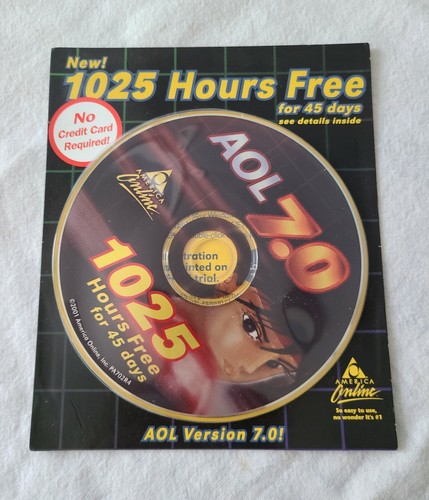 New!
1025 Hours Free
for 45 days
see details inside
No
Credit Card
Required!
AOL 7.0
AMERICA
Online
tration
inted on
trial.
1025
Hours Free
for 45 days
©2001 America Online, Inc. PA70284
AMERICA
Online
So easy to use,
no wonder it's #1
AOL Version 7.0!